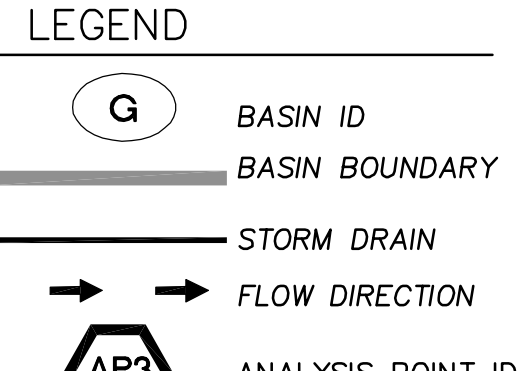 LEGEND
G BASIN ID
BASIN BOUNDARY
STORM DRAIN
FLOW DIRECTION
AP3 ANALYSIS POINT ID